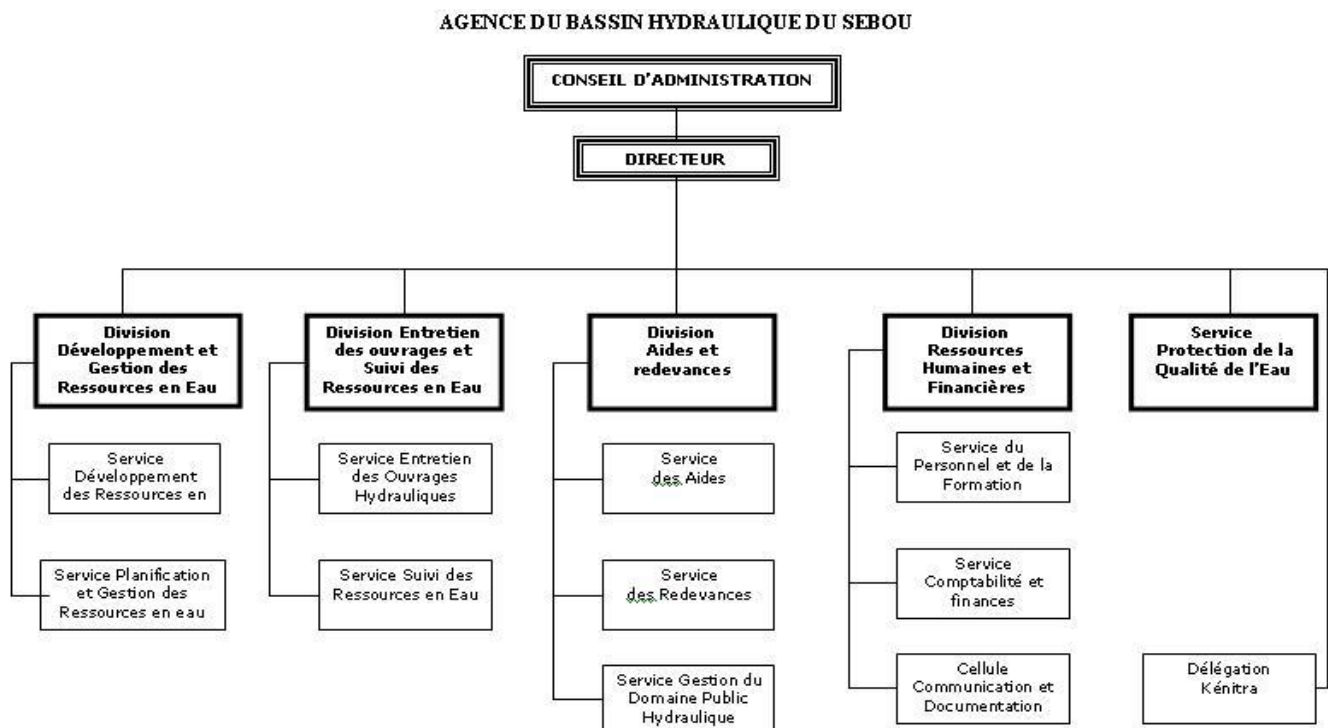 AGENCE DU BASSIN HYDRAULIQUE DU SEBOU
CONSEIL D'ADMINISTRATION
DIRECTEUR
Division
Développement et
Gestion des
Ressources en Eau
Division Entretien
des ouvrages et
Suivi des
Ressources en Eau
Division
Aides et
redevances
Division
Ressources
Humaines et
Financières
Service
Protection de la
Qualité de l'Eau
Service
Développement
des Ressources en
Service Entretien
des Ouvrages
Hydrauliques
Service
des Aides
Service du
Personnel et de la
Formation
Service Planification
et Gestion des
Ressources en eau
Service Suivi des
Ressources en Eau
Service
des Redevances
Service
Comptabilité et
finances
Service Gestion du
Domaine Public
Hydraulique
Cellule
Communication et
Documentation
Délégation
Kénitra